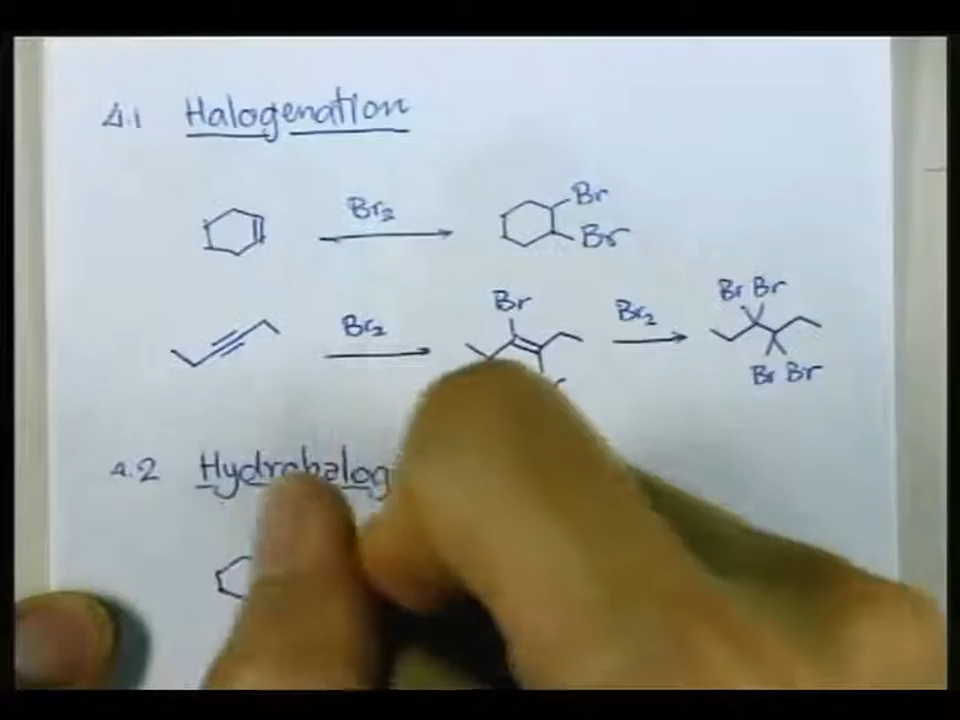 4.1 Halogenation
Br₂ Br
Br
Br₂ Br Br₂ Br Br
Br Br
4.2